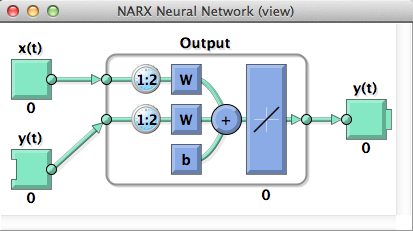 NARX Neural Network (view)
Output
x(t)
0
1:2
W
y(t)
0
1:2
W
b
+
0
y(t)
0